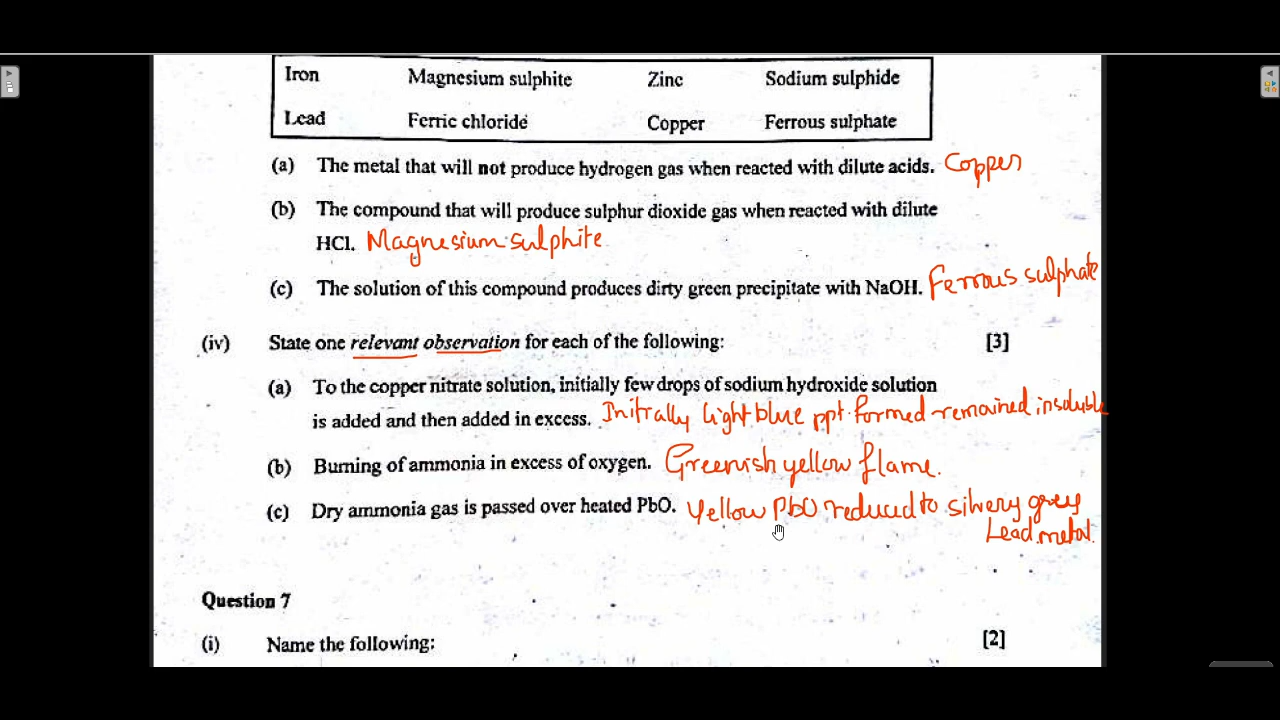 Iron Magnesium sulphite Zinc Sodium sulphide
Lead Ferric chloride Copper Ferrous sulphate
(a) The metal that will not produce hydrogen gas when reacted with dilute acids. Copper
(b) The compound that will produce sulphur dioxide gas when reacted with dilute
HCl. Magnesium sulphite
(c) The solution of this compound produces dirty green precipitate with NaOH. Ferrous sulphate
(iv) State one relevant observation for each of the following: [3]
(a) To the copper nitrate solution, initially few drops of sodium hydroxide solution
is added and then added in excess. Initially light blue ppt. formed remained insoluble
(b) Burning of ammonia in excess of oxygen. Greenish yellow flame.
(c) Dry ammonia gas is passed over heated PbO. Yellow PbO reduced to silvery grey
Lead metal.
Question 7
(i) Name the following: [2]